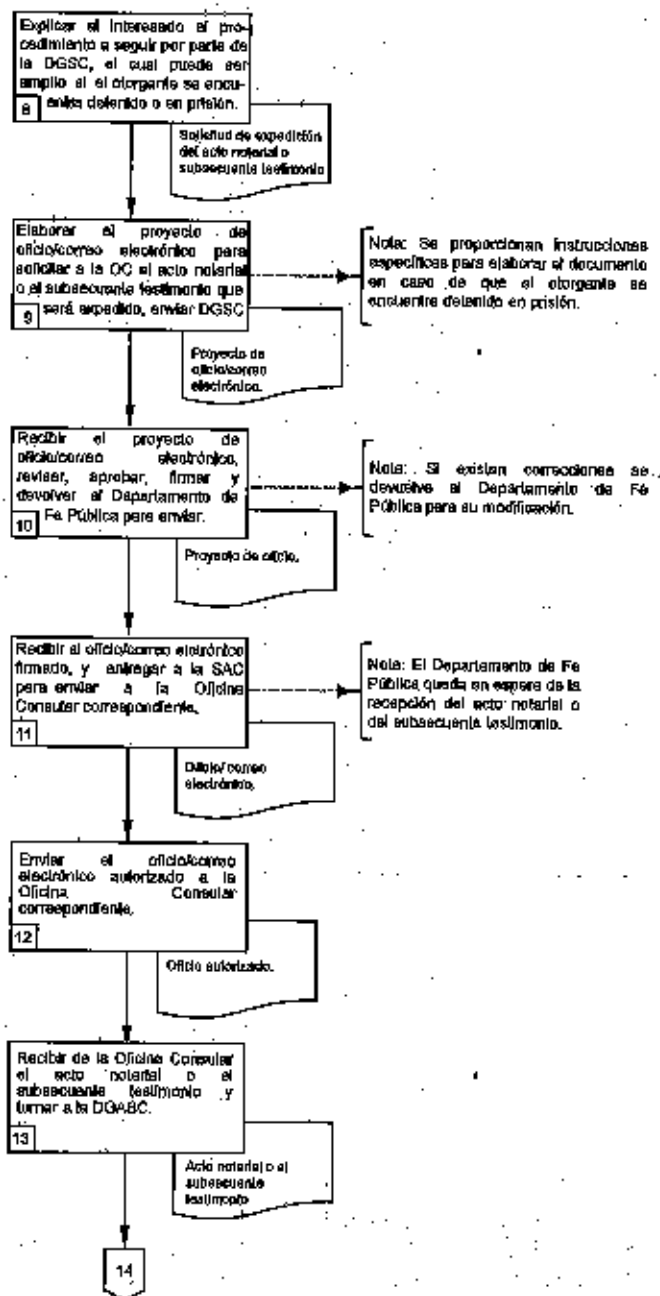 Explicar al interesado el pro-
cedimiento a seguir por parte de
la DGSC, el cual puede ser
amplio si el otorgante se encu-
entra detenido o en prisión.
8
Solicitud de expedición
del acto notarial o
subsecuente testimonio
Elaborar el proyecto de
oficio/correo electrónico para
solicitar a la OC el acto notarial
o el subsecuente testimonio que
será expedido, enviar DGSC
9
Nota: Se proporcionan instrucciones
específicas para elaborar el documento
en caso de que el otorgante se
encuentre detenido en prisión.
Proyecto de
oficio/correo
electrónico.
Recibir el proyecto de
oficio/correo electrónico,
revisar, aprobar, firmar y
devolver al Departamento de
Fe Pública para enviar.
10
Nota: Si existen correcciones se
devuelve al Departamento de Fe
Pública para su modificación.
Proyecto de oficio.
Recibir el oficio/correo electrónico
firmado, y entregar a la SAC
para enviar a la Oficina
Consular correspondiente.
11
Nota: El Departamento de Fe
Pública queda en espera de la
recepción del acto notarial o
del subsecuente testimonio.
Oficio/ correo
electrónico.
Enviar el oficio/correo
electrónico autorizado a la
Oficina Consular
correspondiente.
12
Oficio autorizado.
Recibir de la Oficina Consular
el acto notarial o el
subsecuente testimonio y
turnar a la DGABC.
13
Acto notarial o el
subsecuente
testimonio
14